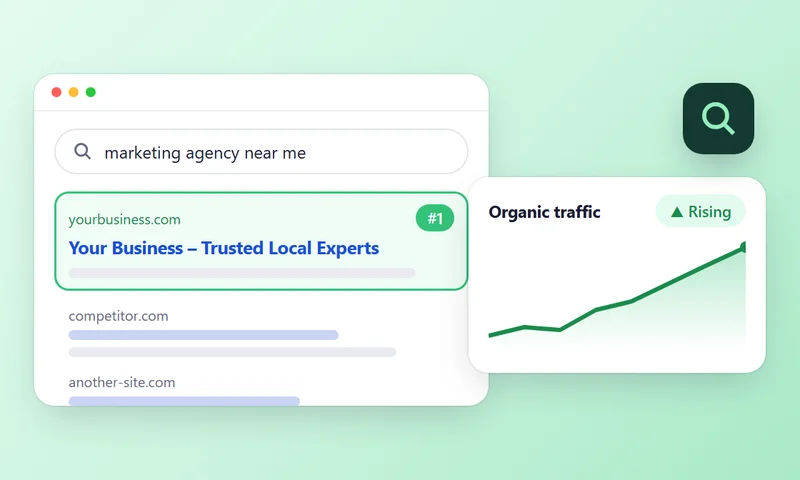 marketing agency near me
yourbusiness.com
#1
Your Business – Trusted Local Experts
competitor.com
another-site.com
Organic traffic
▲ Rising